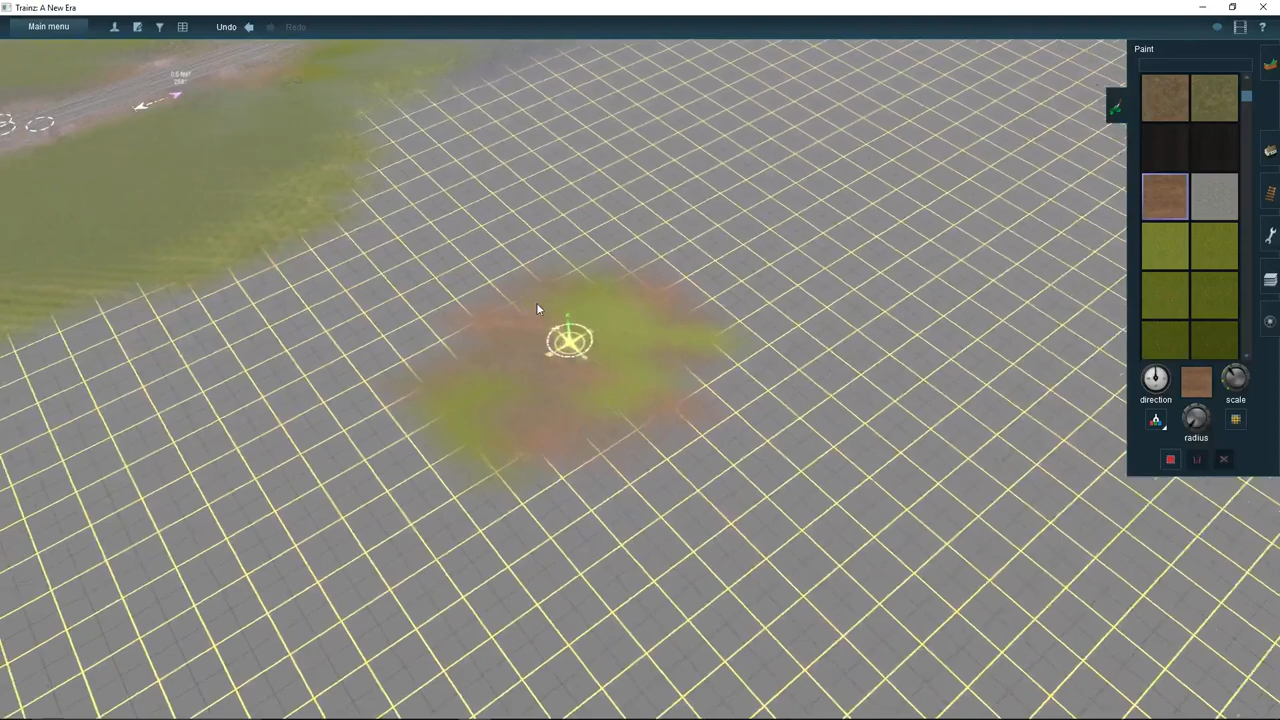 Trainz: A New Era
Main menu
Undo
Redo
?
Paint
direction
scale
radius